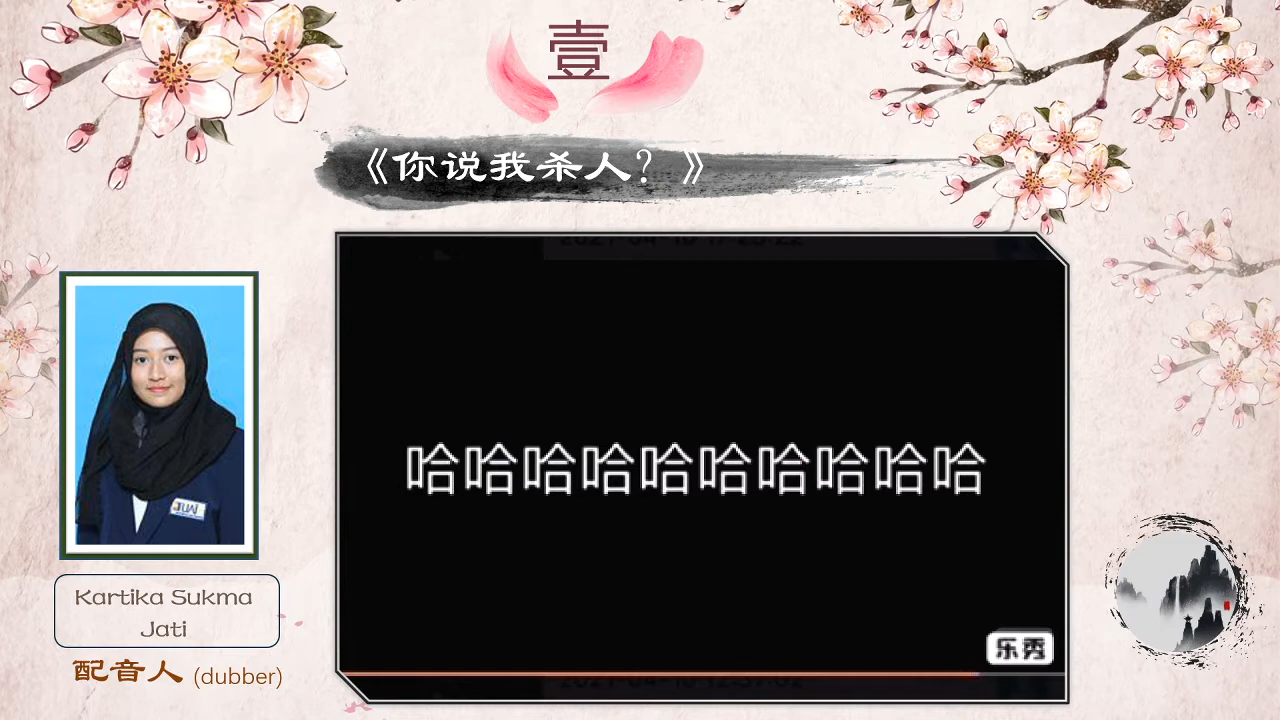 壹
《你说我杀人？》
哈哈哈哈哈哈哈哈哈哈
乐秀
Kartika Sukma
Jati
配音人 (dubber)